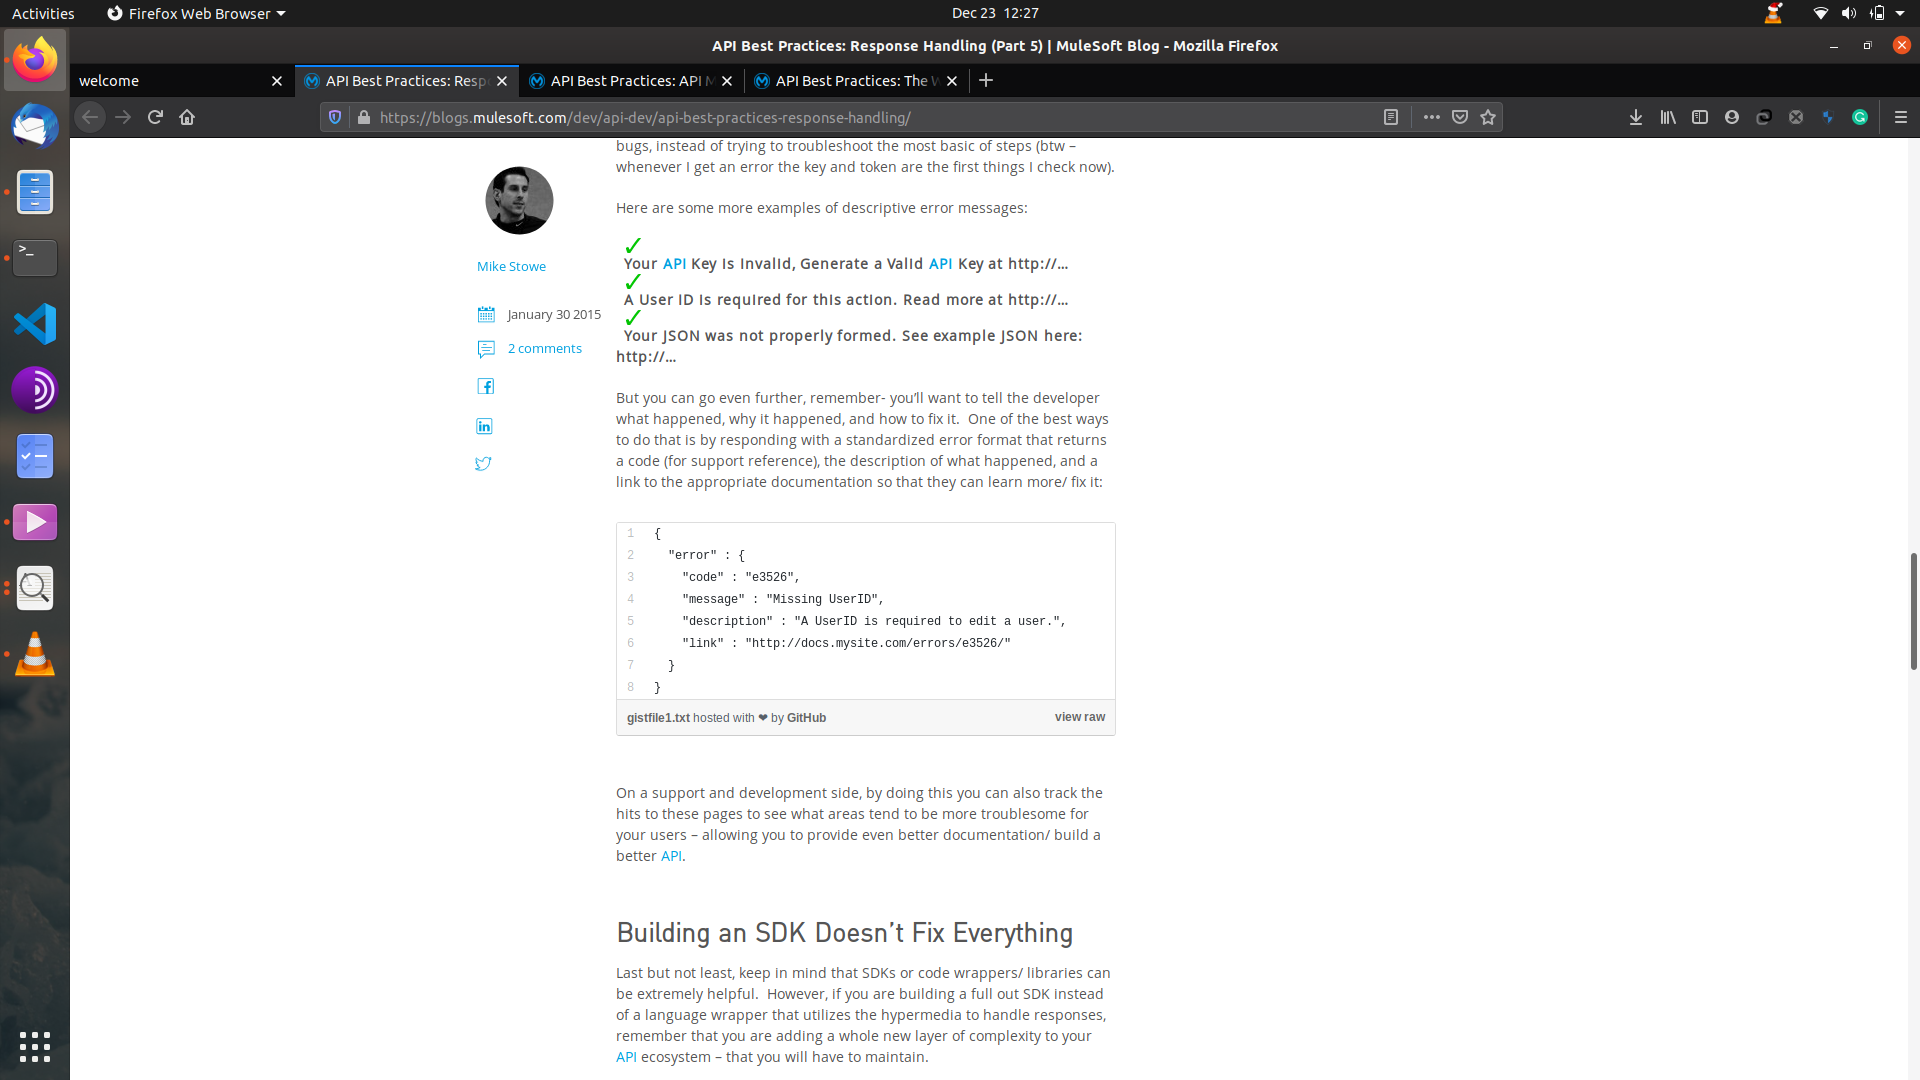 Activities
Firefox Web Browser
Dec 23 12:27
API Best Practices: Response Handling (Part 5) | MuleSoft Blog - Mozilla Firefox
welcome
API Best Practices: Resp
API Best Practices: API M
API Best Practices: The W
https://blogs.mulesoft.com/dev/api-dev/api-best-practices-response-handling/
Mike Stowe
January 30 2015
2 comments
bugs, instead of trying to troubleshoot the most basic of steps (btw –
whenever I get an error the key and token are the first things I check now).
Here are some more examples of descriptive error messages:
✓
Your API Key is Invalid, Generate a Valid API Key at http://…
✓
A User ID is required for this action. Read more at http://…
✓
Your JSON was not properly formed. See example JSON here:
http://…
But you can go even further, remember- you’ll want to tell the developer
what happened, why it happened, and how to fix it.  One of the best ways
to do that is by responding with a standardized error format that returns
a code (for support reference), the description of what happened, and a
link to the appropriate documentation so that they can learn more/ fix it:
1 {
2   "error" : {
3     "code" : "e3526",
4     "message" : "Missing UserID",
5     "description" : "A UserID is required to edit a user.",
6     "link" : "http://docs.mysite.com/errors/e3526/"
7   }
8 }
gistfile1.txt hosted with ❤ by GitHub
view raw
On a support and development side, by doing this you can also track the
hits to these pages to see what areas tend to be more troublesome for
your users – allowing you to provide even better documentation/ build a
better API.
Building an SDK Doesn’t Fix Everything
Last but not least, keep in mind that SDKs or code wrappers/ libraries can
be extremely helpful.  However, if you are building a full out SDK instead
of a language wrapper that utilizes the hypermedia to handle responses,
remember that you are adding a whole new layer of complexity to your
API ecosystem – that you will have to maintain.